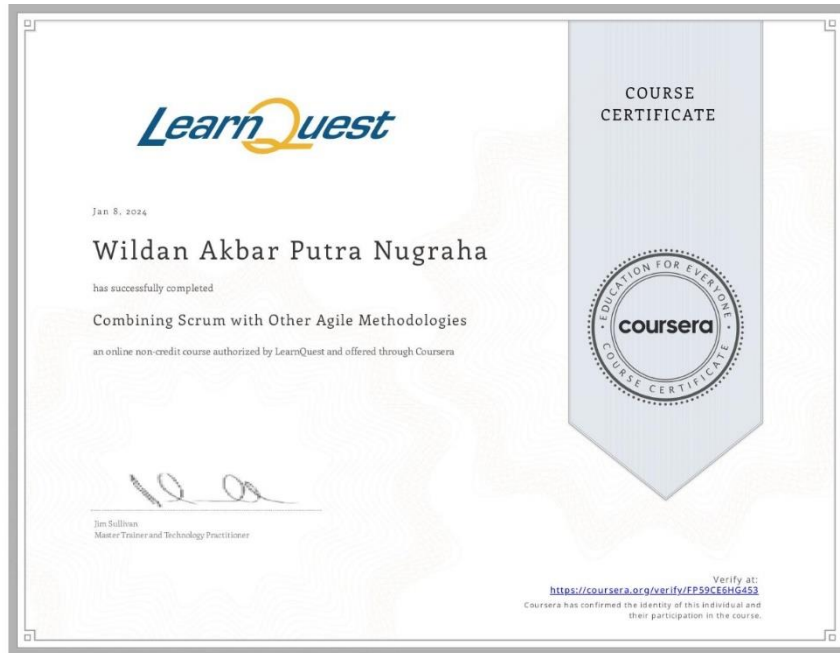 LearnQuest
COURSE
CERTIFICATE
Jan 8, 2024
Wildan Akbar Putra Nugraha
has successfully completed
Combining Scrum with Other Agile Methodologies
an online non-credit course authorized by LearnQuest and offered through Coursera
EDUCATION FOR EVERYONE
coursera
COURSE CERTIFICATE
Jim Sullivan
Master Trainer and Technology Practitioner
Verify at:
https://coursera.org/verify/FP59CE6HG453
Coursera has confirmed the identity of this individual and
their participation in the course.